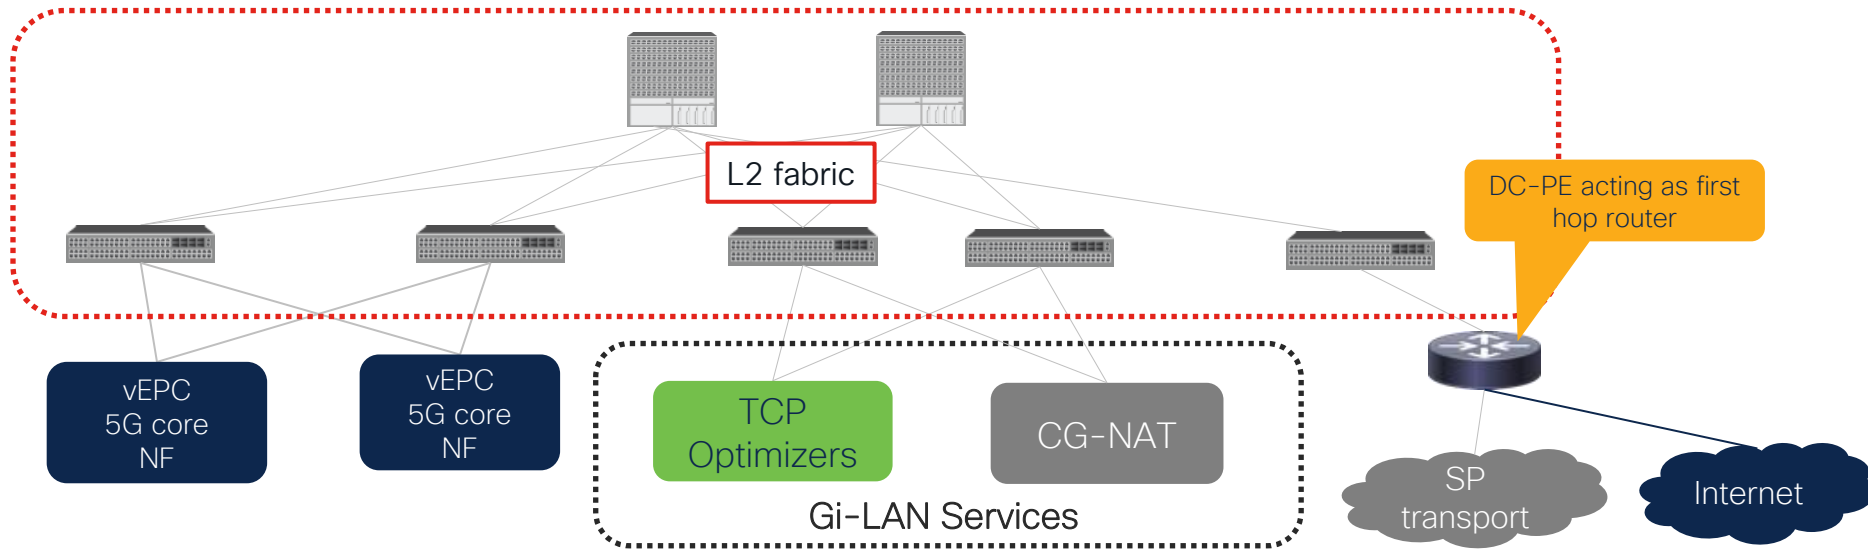 L2 fabric
DC-PE acting as first
hop router
vEPC
5G core
NF
vEPC
5G core
NF
TCP
Optimizers
CG-NAT
Gi-LAN Services
SP
transport
Internet